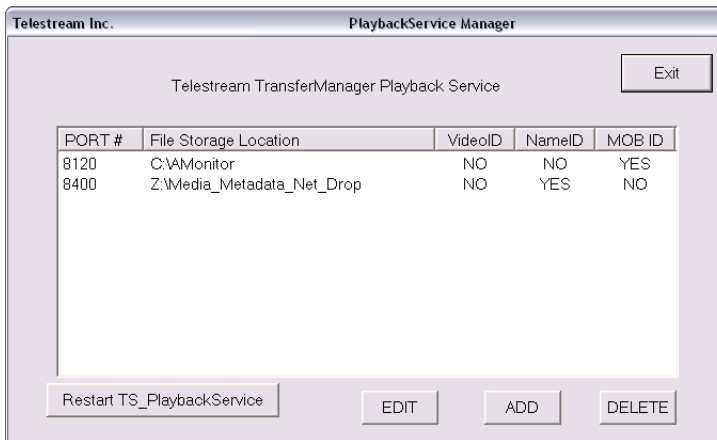 Telestream Inc. PlaybackService Manager
Exit
Telestream TransferManager Playback Service
PORT # File Storage Location VideoID NameID MOB ID
8120 C:\AMonitor NO NO YES
8400 Z:\Media_Metadata_Net_Drop NO YES NO
Restart TS_PlaybackService EDIT ADD DELETE